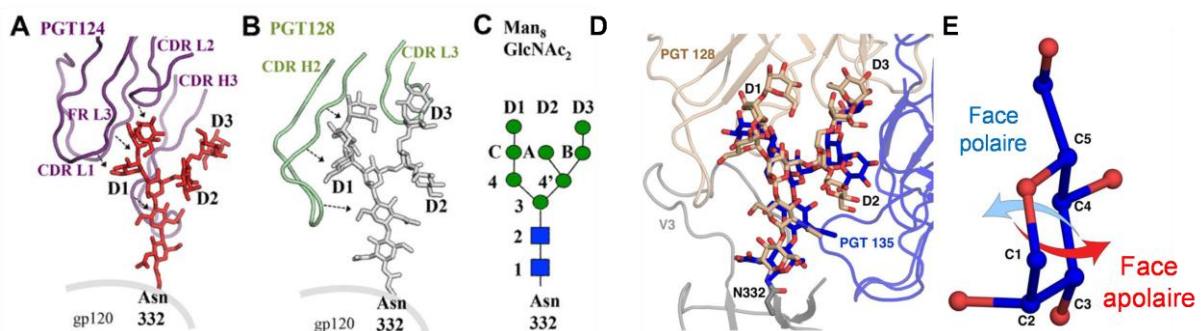 A
PGT124
CDR L2
CDR H3
FR L3
D3
CDR L1
D1
D2
Asn
332
gp120
B
PGT128
CDR L3
CDR H2
D3
D1
D2
Asn
332
gp120
C
Man8
GlcNAc2
D1 D2 D3
C A B
4 4'
3
2
1
Asn
332
D
PGT 128
D3
D1
D2
V3
PGT 135
N332
E
Face
polaire
C5
C4
C1
C3
C2
Face
apolaire